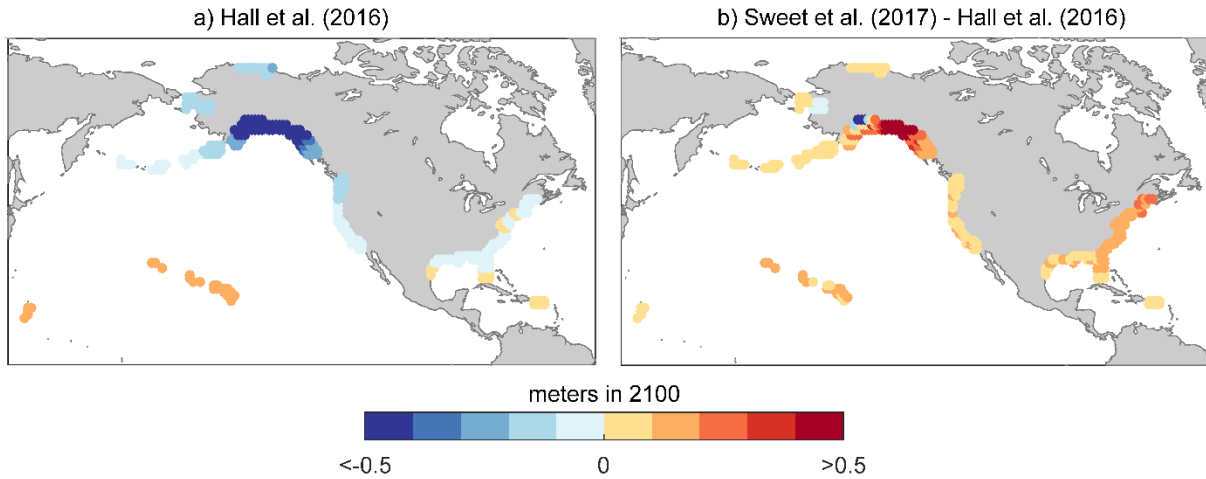 a) Hall et al. (2016)
b) Sweet et al. (2017) - Hall et al. (2016)
meters in 2100
<-0.5
0
>0.5